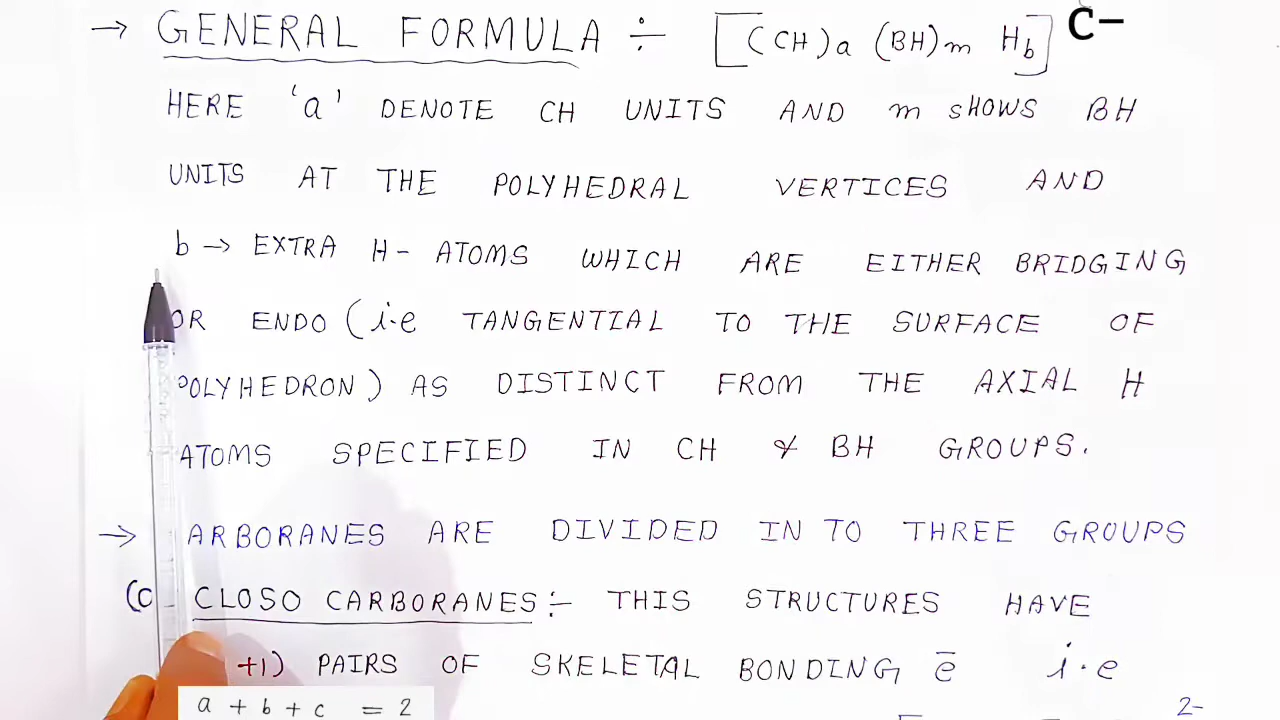 → GENERAL FORMULA ÷ [(CH)a (BH)m Hb] C−
HERE 'a' DENOTE CH UNITS AND m SHOWS BH
UNITS AT THE POLYHEDRAL VERTICES AND
b → EXTRA H- ATOMS WHICH ARE EITHER BRIDGING
OR ENDO (i.e TANGENTIAL TO THE SURFACE OF
POLYHEDRON) AS DISTINCT FROM THE AXIAL H
ATOMS SPECIFIED IN CH & BH GROUPS.
→ ARBORANES ARE DIVIDED IN TO THREE GROUPS
CLOSO CARBORANES :- THIS STRUCTURES HAVE
+1) PAIRS OF SKELETAL BONDING ē i.e
a + b + c = 2
2-